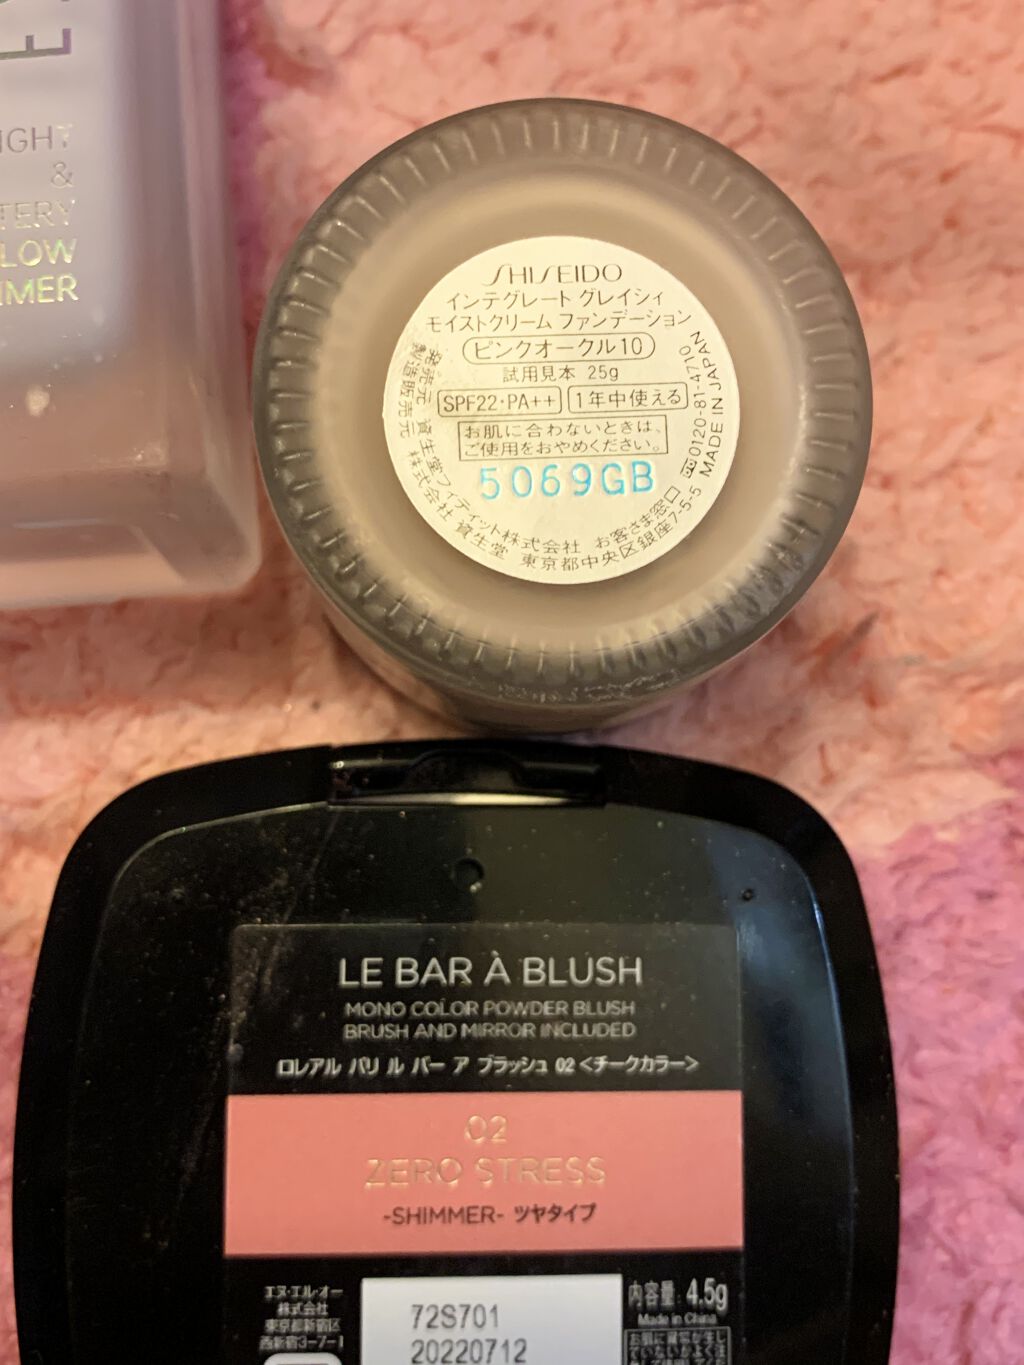 &
LOW
SHISEIDO
インテグレート グレイシィ
モイストクリーム ファンデーション
ピンクオークル10
試用見本 25g
SPF22・PA++ 1年中使える
お肌に合わないときは、
ご使用をおやめください。
5069GB
発売元 資生堂フィティット株式会社 お客さま窓口 0120-81-4710
製造販売元 株式会社 資生堂 東京都中央区銀座7-5-5 MADE IN JAPAN
LE BAR À BLUSH
MONO COLOR POWDER BLUSH
BRUSH AND MIRROR INCLUDED
ロレアル パリ ル バー ア ブラッシュ 02 <チークカラー>
02
ZERO STRESS
-SHIMMER- ツヤタイプ
エヌ・エル・オー
株式会社
東京都新宿区
西新宿3-7-1
72S701
20220712
内容量: 4.5g
Made in China